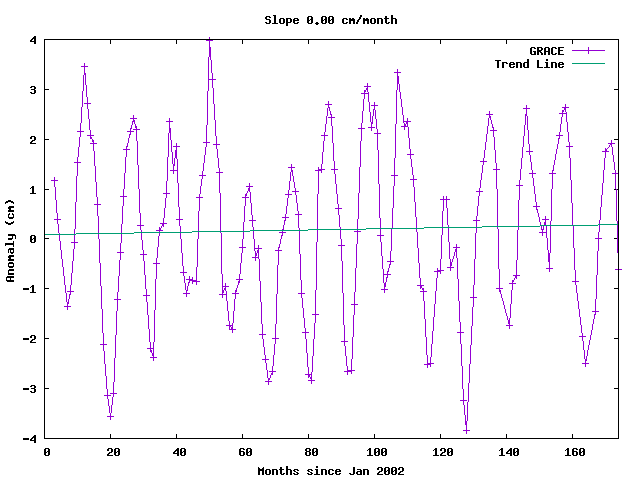 Slope 0.00 cm/month
GRACE
Trend Line
4
3
2
1
0
-1
-2
-3
-4
Anomaly (cm)
0 20 40 60 80 100 120 140 160
Months since Jan 2002